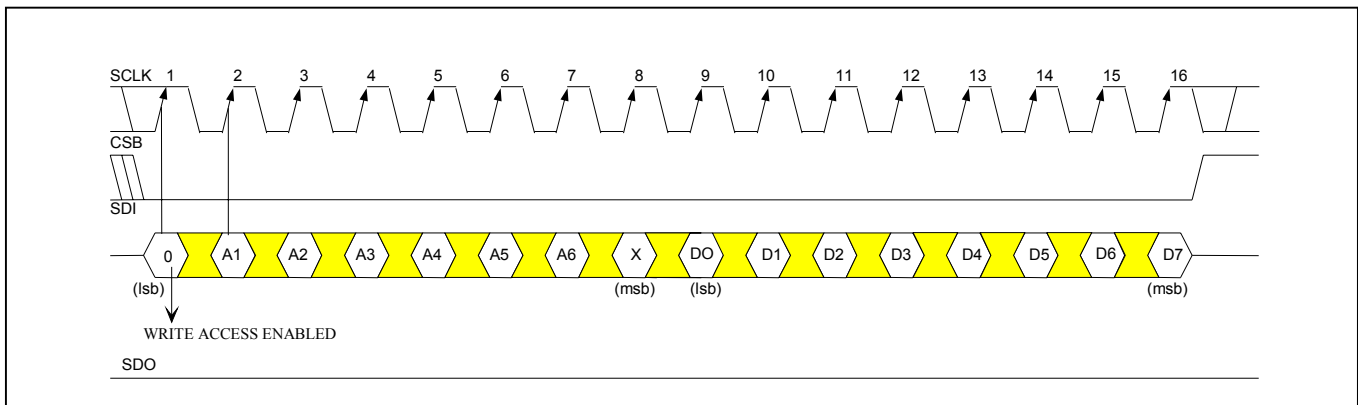 SCLK 1 2 3 4 5 6 7 8 9 10 11 12 13 14 15 16
CSB
SDI
0 A1 A2 A3 A4 A5 A6 X DO D1 D2 D3 D4 D5 D6 D7
(lsb) (msb) (lsb) (msb)
WRITE ACCESS ENABLED
SDO